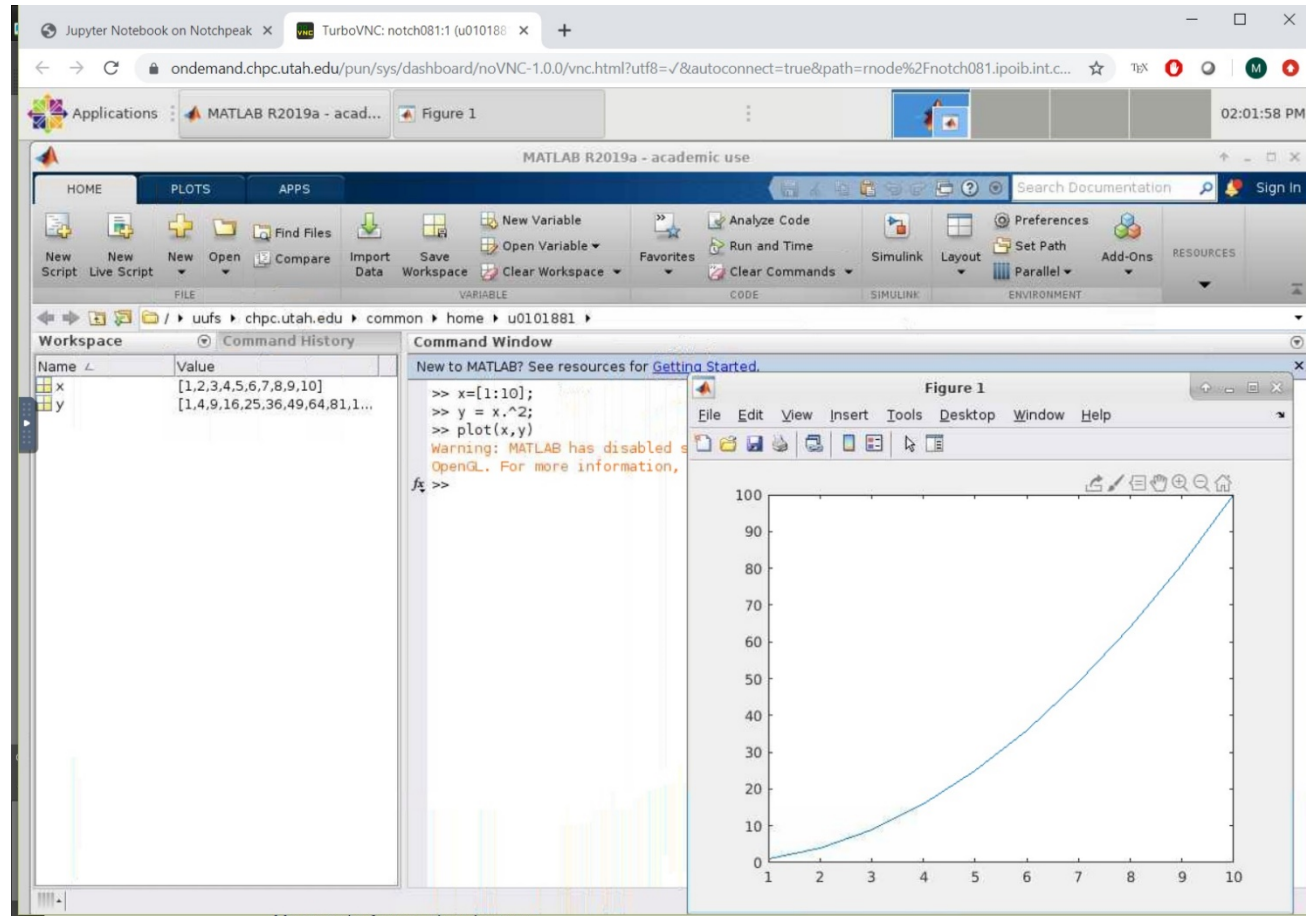 Jupyter Notebook on Notchpeak
TurboVNC: notch081:1 (u010188
ondemand.chpc.utah.edu/pun/sys/dashboard/noVNC-1.0.0/vnc.html?utf8=✓&autoconnect=true&path=rnode%2Fnotch081.ipoib.int.c...
TEX
M
Applications
MATLAB R2019a - acad...
Figure 1
02:01:58 PM
MATLAB R2019a - academic use
HOME PLOTS APPS
Search Documentation
Sign In
New Script
New Live Script
New
Open
Find Files
Compare
Import Data
Save Workspace
New Variable
Open Variable
Clear Workspace
Favorites
Analyze Code
Run and Time
Clear Commands
Simulink
Layout
Preferences
Set Path
Parallel
Add-Ons
RESOURCES
FILE VARIABLE CODE SIMULINK ENVIRONMENT
/ uufs chpc.utah.edu common home u0101881
Workspace
Command History
Command Window
Name Value
x [1,2,3,4,5,6,7,8,9,10]
y [1,4,9,16,25,36,49,64,81,1...
New to MATLAB? See resources for Getting Started.
>> x=[1:10];
>> y = x.^2;
>> plot(x,y)
Warning: MATLAB has disabled s
OpenGL. For more information,
fx >>
Figure 1
File Edit View Insert Tools Desktop Window Help
100
90
80
70
60
50
40
30
20
10
0
1 2 3 4 5 6 7 8 9 10